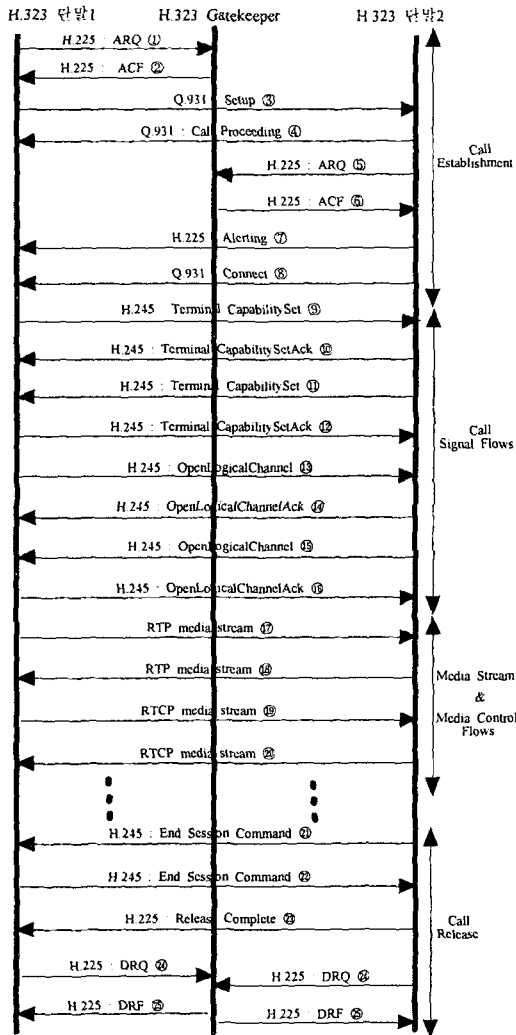 H.323 단말1
H.323 Gatekeeper
H.323 단말2
H.225 : ARQ ①
H.225 : ACF ②
Q.931 : Setup ③
Q.931 : Call Proceeding ④
H.225 : ARQ ⑤
H.225 : ACF ⑥
H.225 : Alerting ⑦
Q.931 : Connect ⑧
Call
Establishment
H.245 : Terminal CapabilitySet ⑨
H.245 : Terminal CapabilitySetAck ⑩
H.245 : Terminal CapabilitySet ⑪
H.245 : Terminal CapabilitySetAck ⑫
H.245 : OpenLogicalChannel ⑬
H.245 : OpenLogicalChannelAck ⑭
H.245 : OpenLogicalChannel ⑮
H.245 : OpenLogicalChannelAck ⑯
Call
Signal Flows
RTP media stream ⑰
RTP media stream ⑱
RTCP media stream ⑲
RTCP media stream ⑳
Media Stream
&
Media Control
Flows
H.245 : End Session Command ㉑
H.245 : End Session Command ㉒
H.225 : Release Complete ㉓
H.225 : DRQ ㉔
H.225 : DRQ ㉔
H.225 : DRF ㉕
H.225 : DRF ㉕
Call
Release